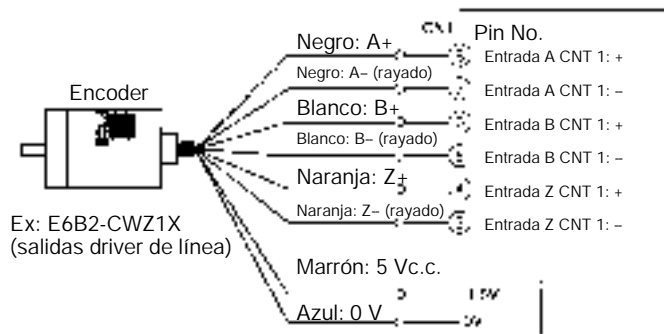 CN1 Pin No.
Negro: A+ Entrada A CNT 1: +
Negro: A– (rayado) Entrada A CNT 1: –
Encoder
Blanco: B+ Entrada B CNT 1: +
Blanco: B– (rayado) Entrada B CNT 1: –
Naranja: Z+ Entrada Z CNT 1: +
Naranja: Z– (rayado) Entrada Z CNT 1: –
Ex: E6B2-CWZ1X
(salidas driver de línea)
Marrón: 5 Vc.c.
Azul: 0 V